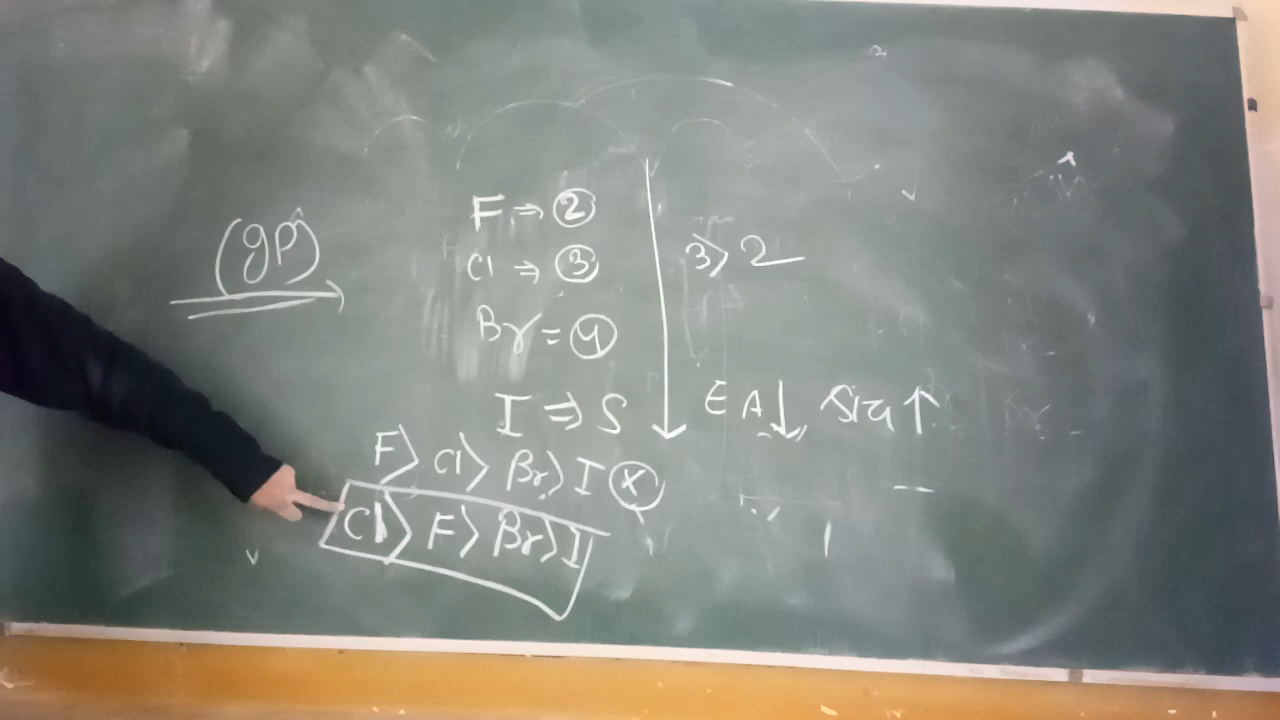 (gp)
F ⇒ 2
Cl ⇒ 3
Br = 4
I ⇒ 5
3 > 2
EA ↓ Size ↑
F > Cl > Br > I ×
Cl > F > Br > I